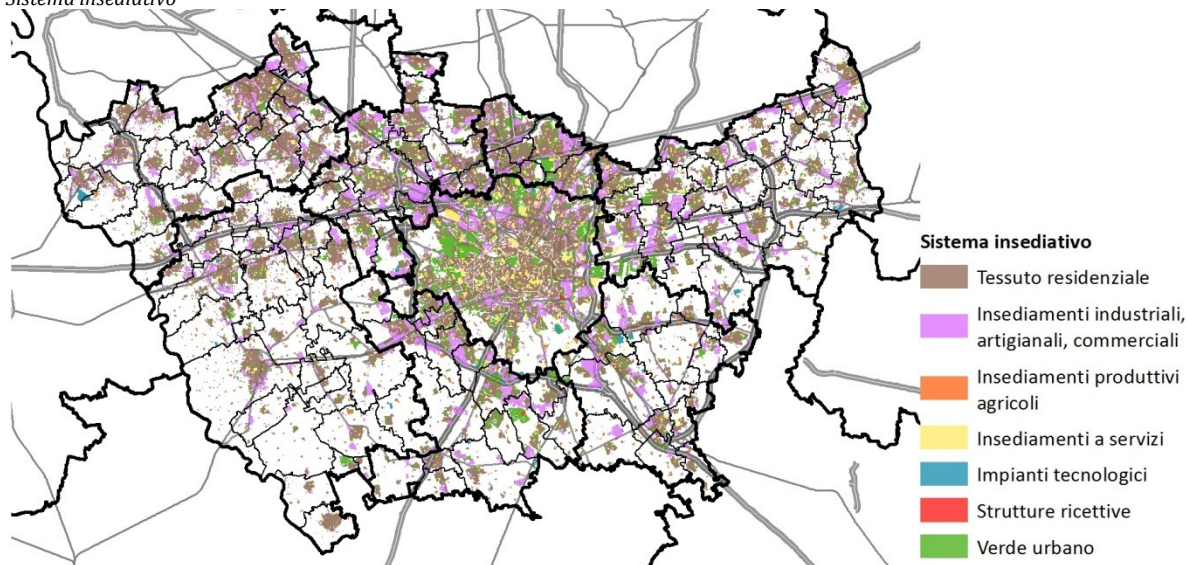 Sistema insediativo
Sistema insediativo
Tessuto residenziale
Insediamenti industriali,
artigianali, commerciali
Insediamenti produttivi
agricoli
Insediamenti a servizi
Impianti tecnologici
Strutture ricettive
Verde urbano